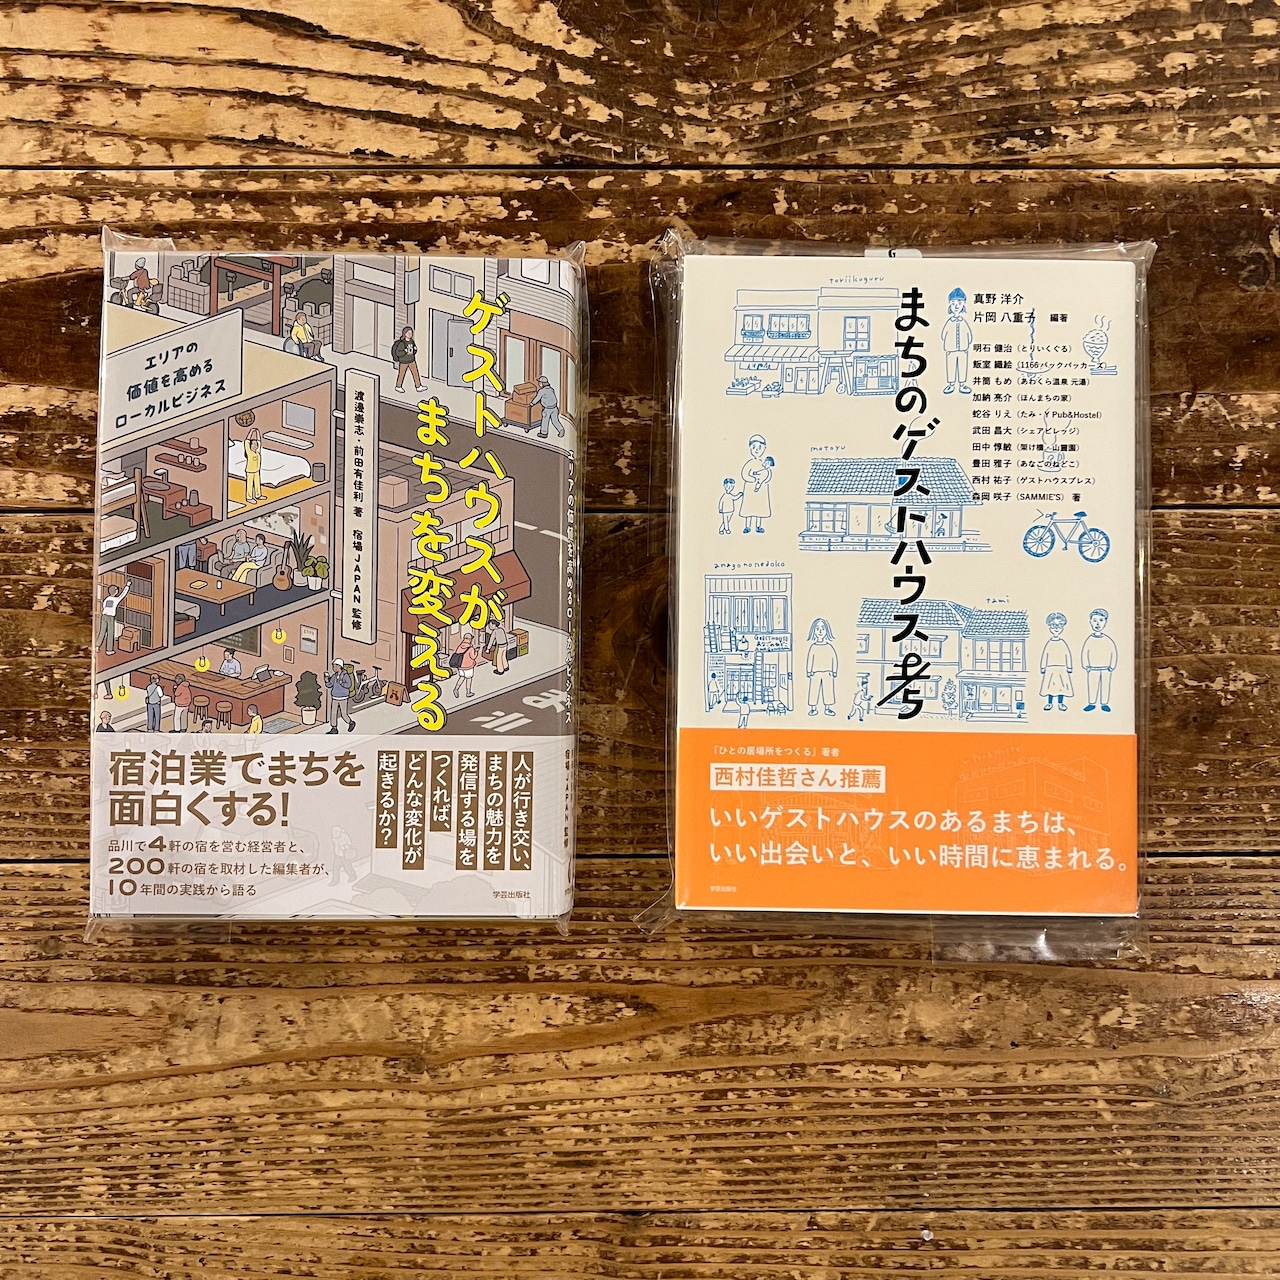 エリアの
価値を高める
ローカルビジネス
ゲストハウスが
まちを変える
渡邊崇志・前田有佳利 著 宿場JAPAN 監修
宿泊業でまちを
面白くする!
品川で4軒の宿を営む経営者と、
200軒の宿を取材した編集者が、
10年間の実践から語る
人が行き交い、
まちの魅力を
発信する場を
つくれば、
どんな変化が
起きるか?
学芸出版社
エリアの価値を高めるローカルビジネス
宿場JAPAN 監修
まちのゲストハウス考
真野 洋介
片岡 八重子 編著
明石 健治(とりいくぐる)
飯室 織絵(1166バックパッカーズ)
井筒 もめ(あわくら温泉 元湯)
加納 亮介(ほんまちの家)
蛇谷 りえ(たみ・Y Pub&Hostel)
武田 昌大(シェアビレッジ)
田中 惇敏(架け橋・山靏園)
豊田 雅子(あなごのねどこ)
西村 祐子(ゲストハウスプレス)
森岡 咲子(SAMMIE'S) 著
toriikuguru
motoyu
anagononedoko
GUESTHOUSE
tami
『ひとの居場所をつくる』著者
西村佳哲さん推薦
いいゲストハウスのあるまちは、
いい出会いと、いい時間に恵まれる。
学芸出版社